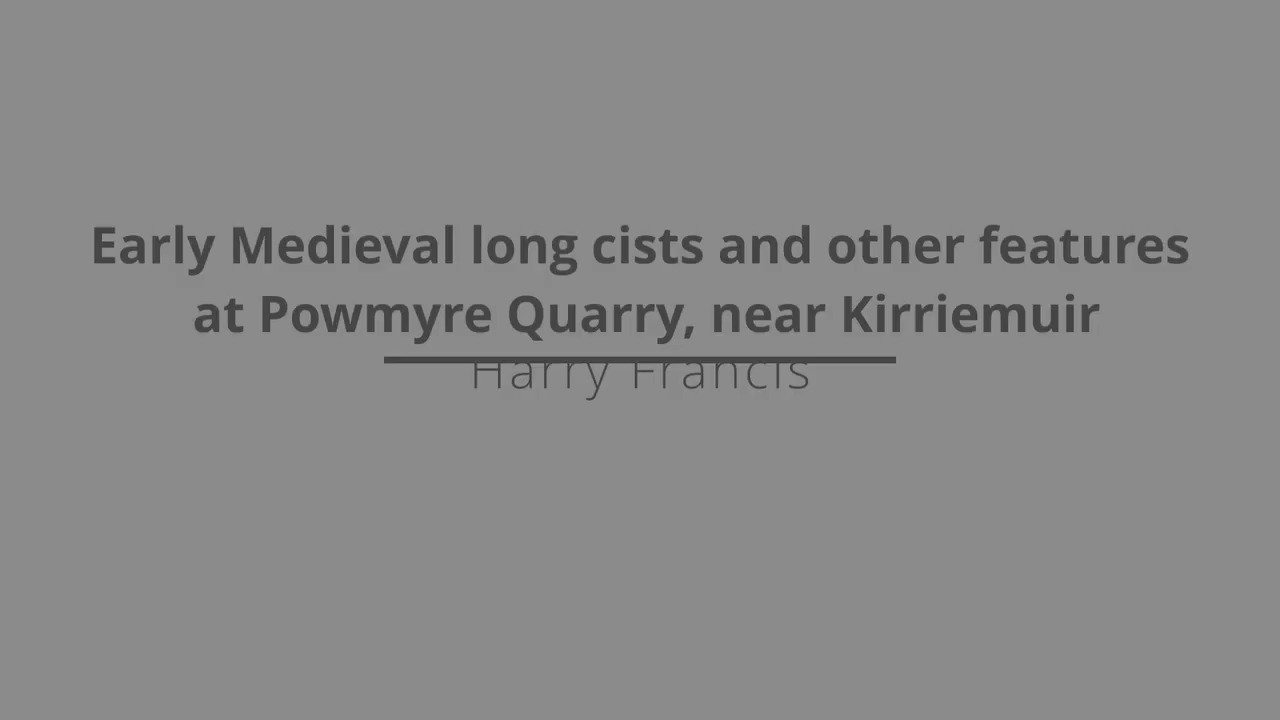 Early Medieval long cists and other features
at Powmyre Quarry, near Kirriemuir
Harry Francis